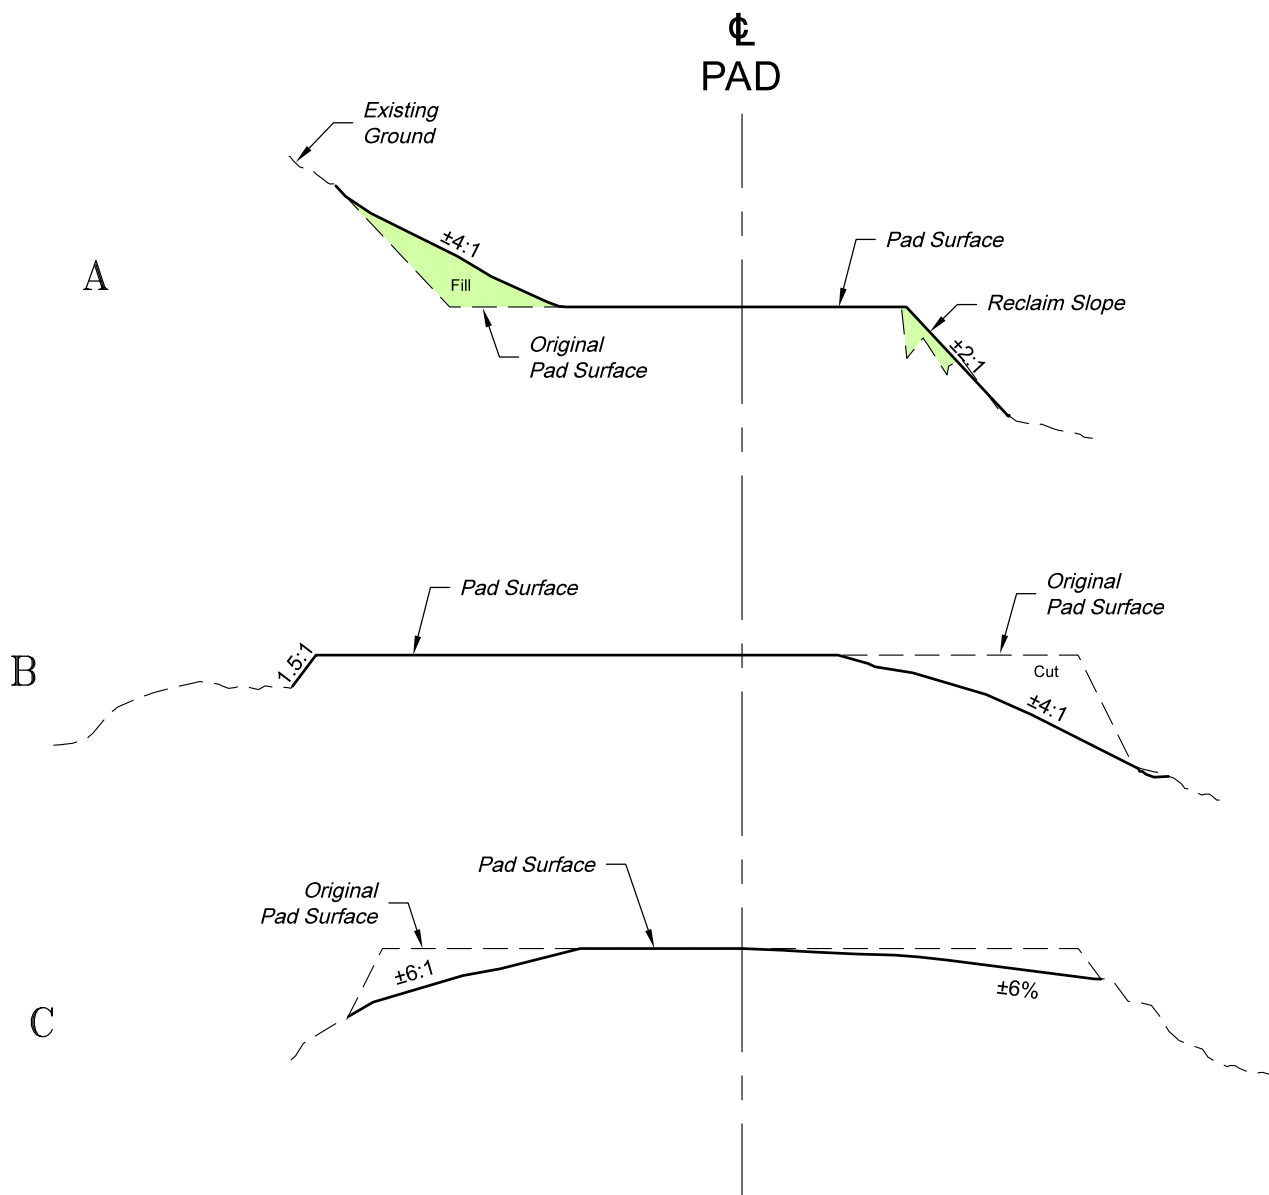 ℄
PAD
Existing
Ground
±4:1
Pad Surface
A
Fill
Reclaim Slope
Original
Pad Surface
±2:1
Pad Surface
Original
Pad Surface
B
1.5:1
Cut
±4:1
Pad Surface
Original
Pad Surface
±6:1
±6%
C